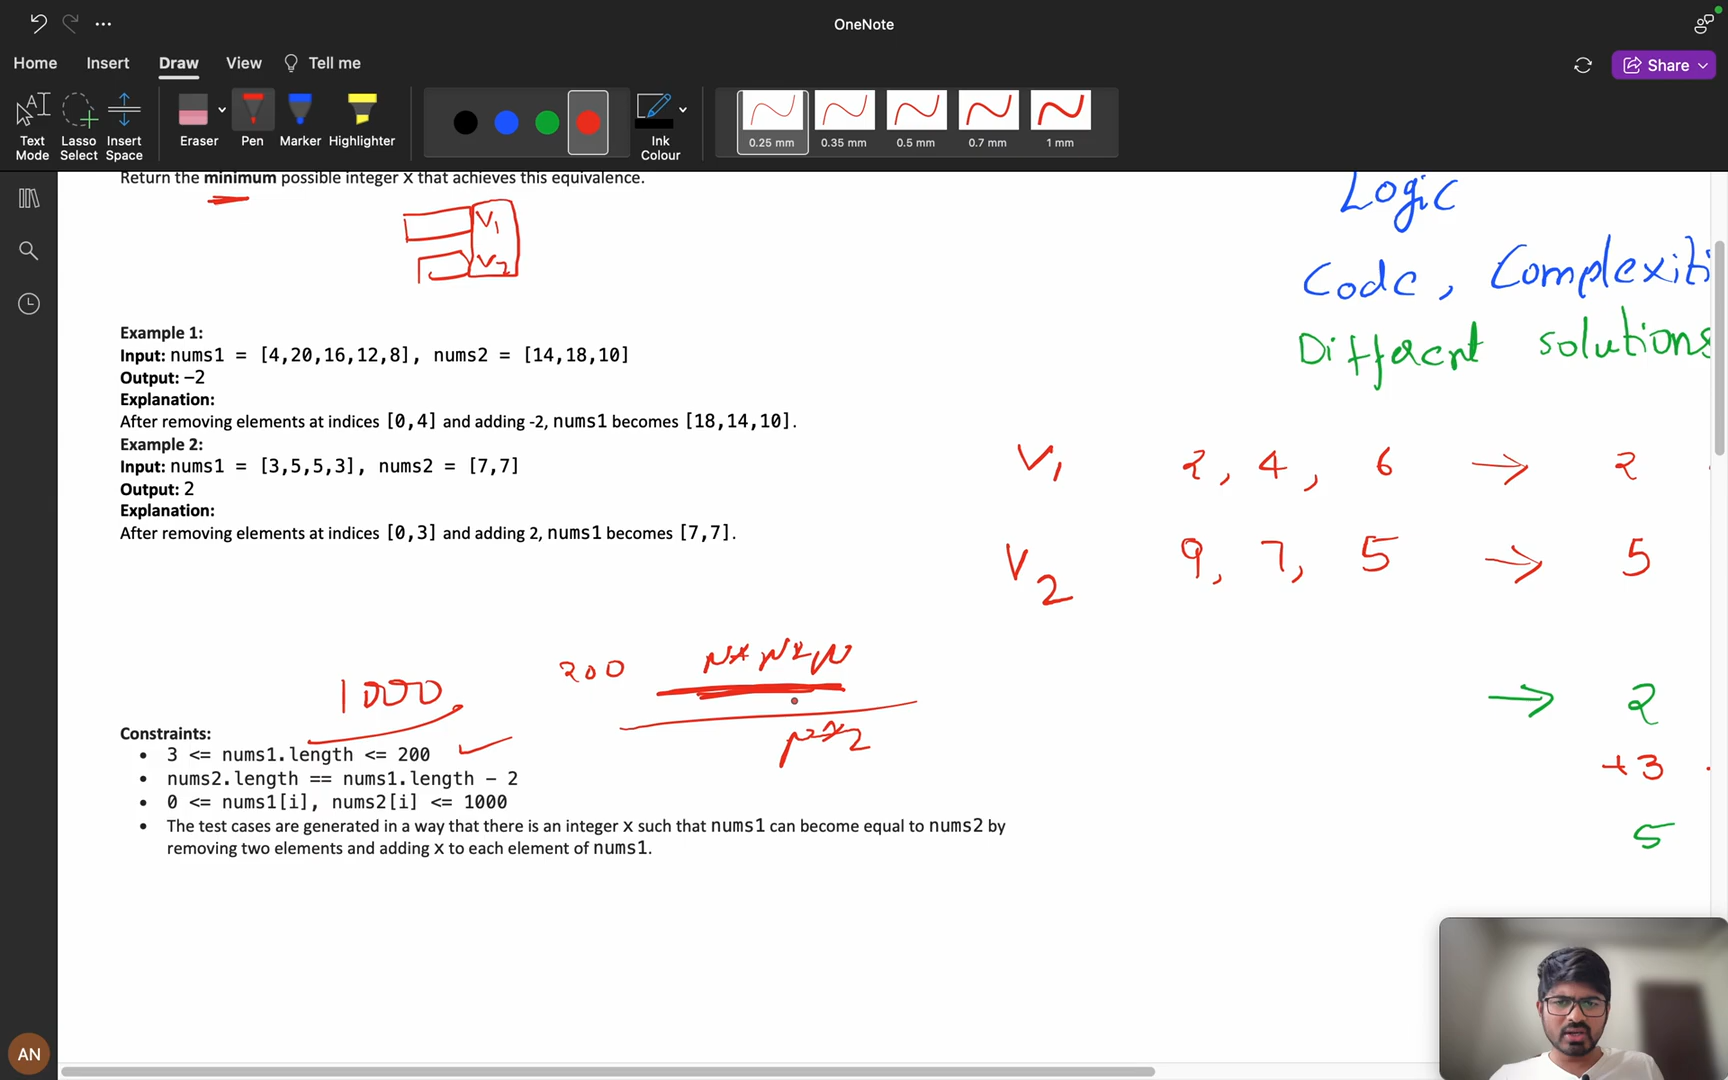 OneNote
Home Insert Draw View Tell me
Share
Text Mode
Lasso Select
Insert Space
Eraser
Pen
Marker
Highlighter
Ink Colour
0.25 mm
0.35 mm
0.5 mm
0.7 mm
1 mm
Return the minimum possible integer x that achieves this equivalence.
V1
V2
Logic
Code, Complexiti
Different solutions
Example 1:
Input: nums1 = [4,20,16,12,8], nums2 = [14,18,10]
Output: -2
Explanation:
After removing elements at indices [0,4] and adding -2, nums1 becomes [18,14,10].
Example 2:
Input: nums1 = [3,5,5,3], nums2 = [7,7]
Output: 2
Explanation:
After removing elements at indices [0,3] and adding 2, nums1 becomes [7,7].
V1 2, 4, 6 → 2
V2 9, 7, 5 → 5
→ 2
+3
5
1000
200
N*N*N
Constraints:
• 3 <= nums1.length <= 200
• nums2.length == nums1.length - 2
• 0 <= nums1[i], nums2[i] <= 1000
• The test cases are generated in a way that there is an integer x such that nums1 can become equal to nums2 by
removing two elements and adding x to each element of nums1.
AN